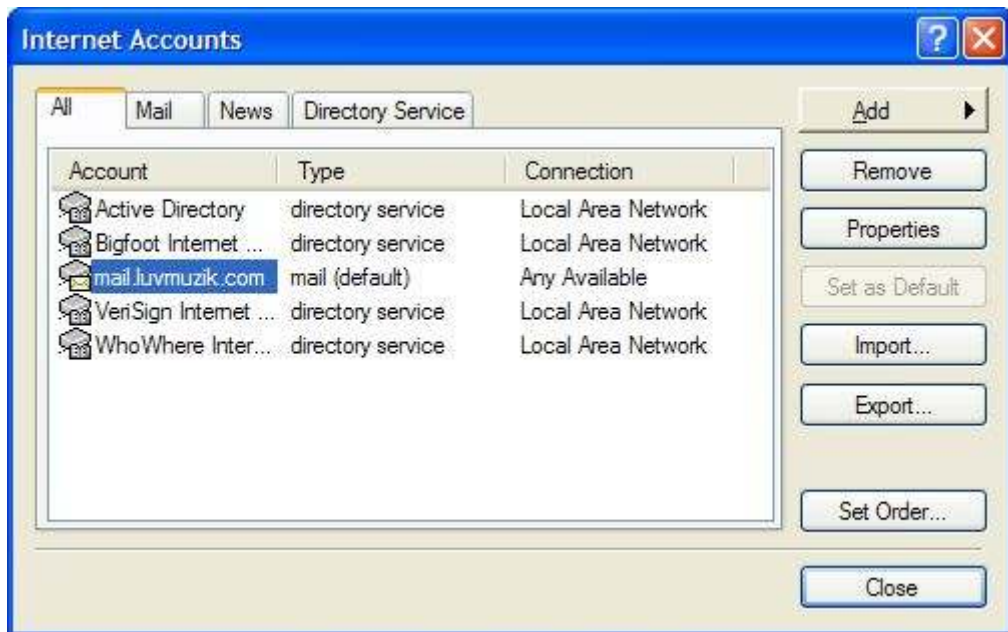 Internet Accounts
All Mail News Directory Service
Add
Remove
Properties
Set as Default
Import...
Export...
Set Order...
Close
Account Type Connection
Active Directory directory service Local Area Network
Bigfoot Internet ... directory service Local Area Network
mail.luvmuzik.com mail (default) Any Available
VeriSign Internet ... directory service Local Area Network
WhoWhere Inter... directory service Local Area Network